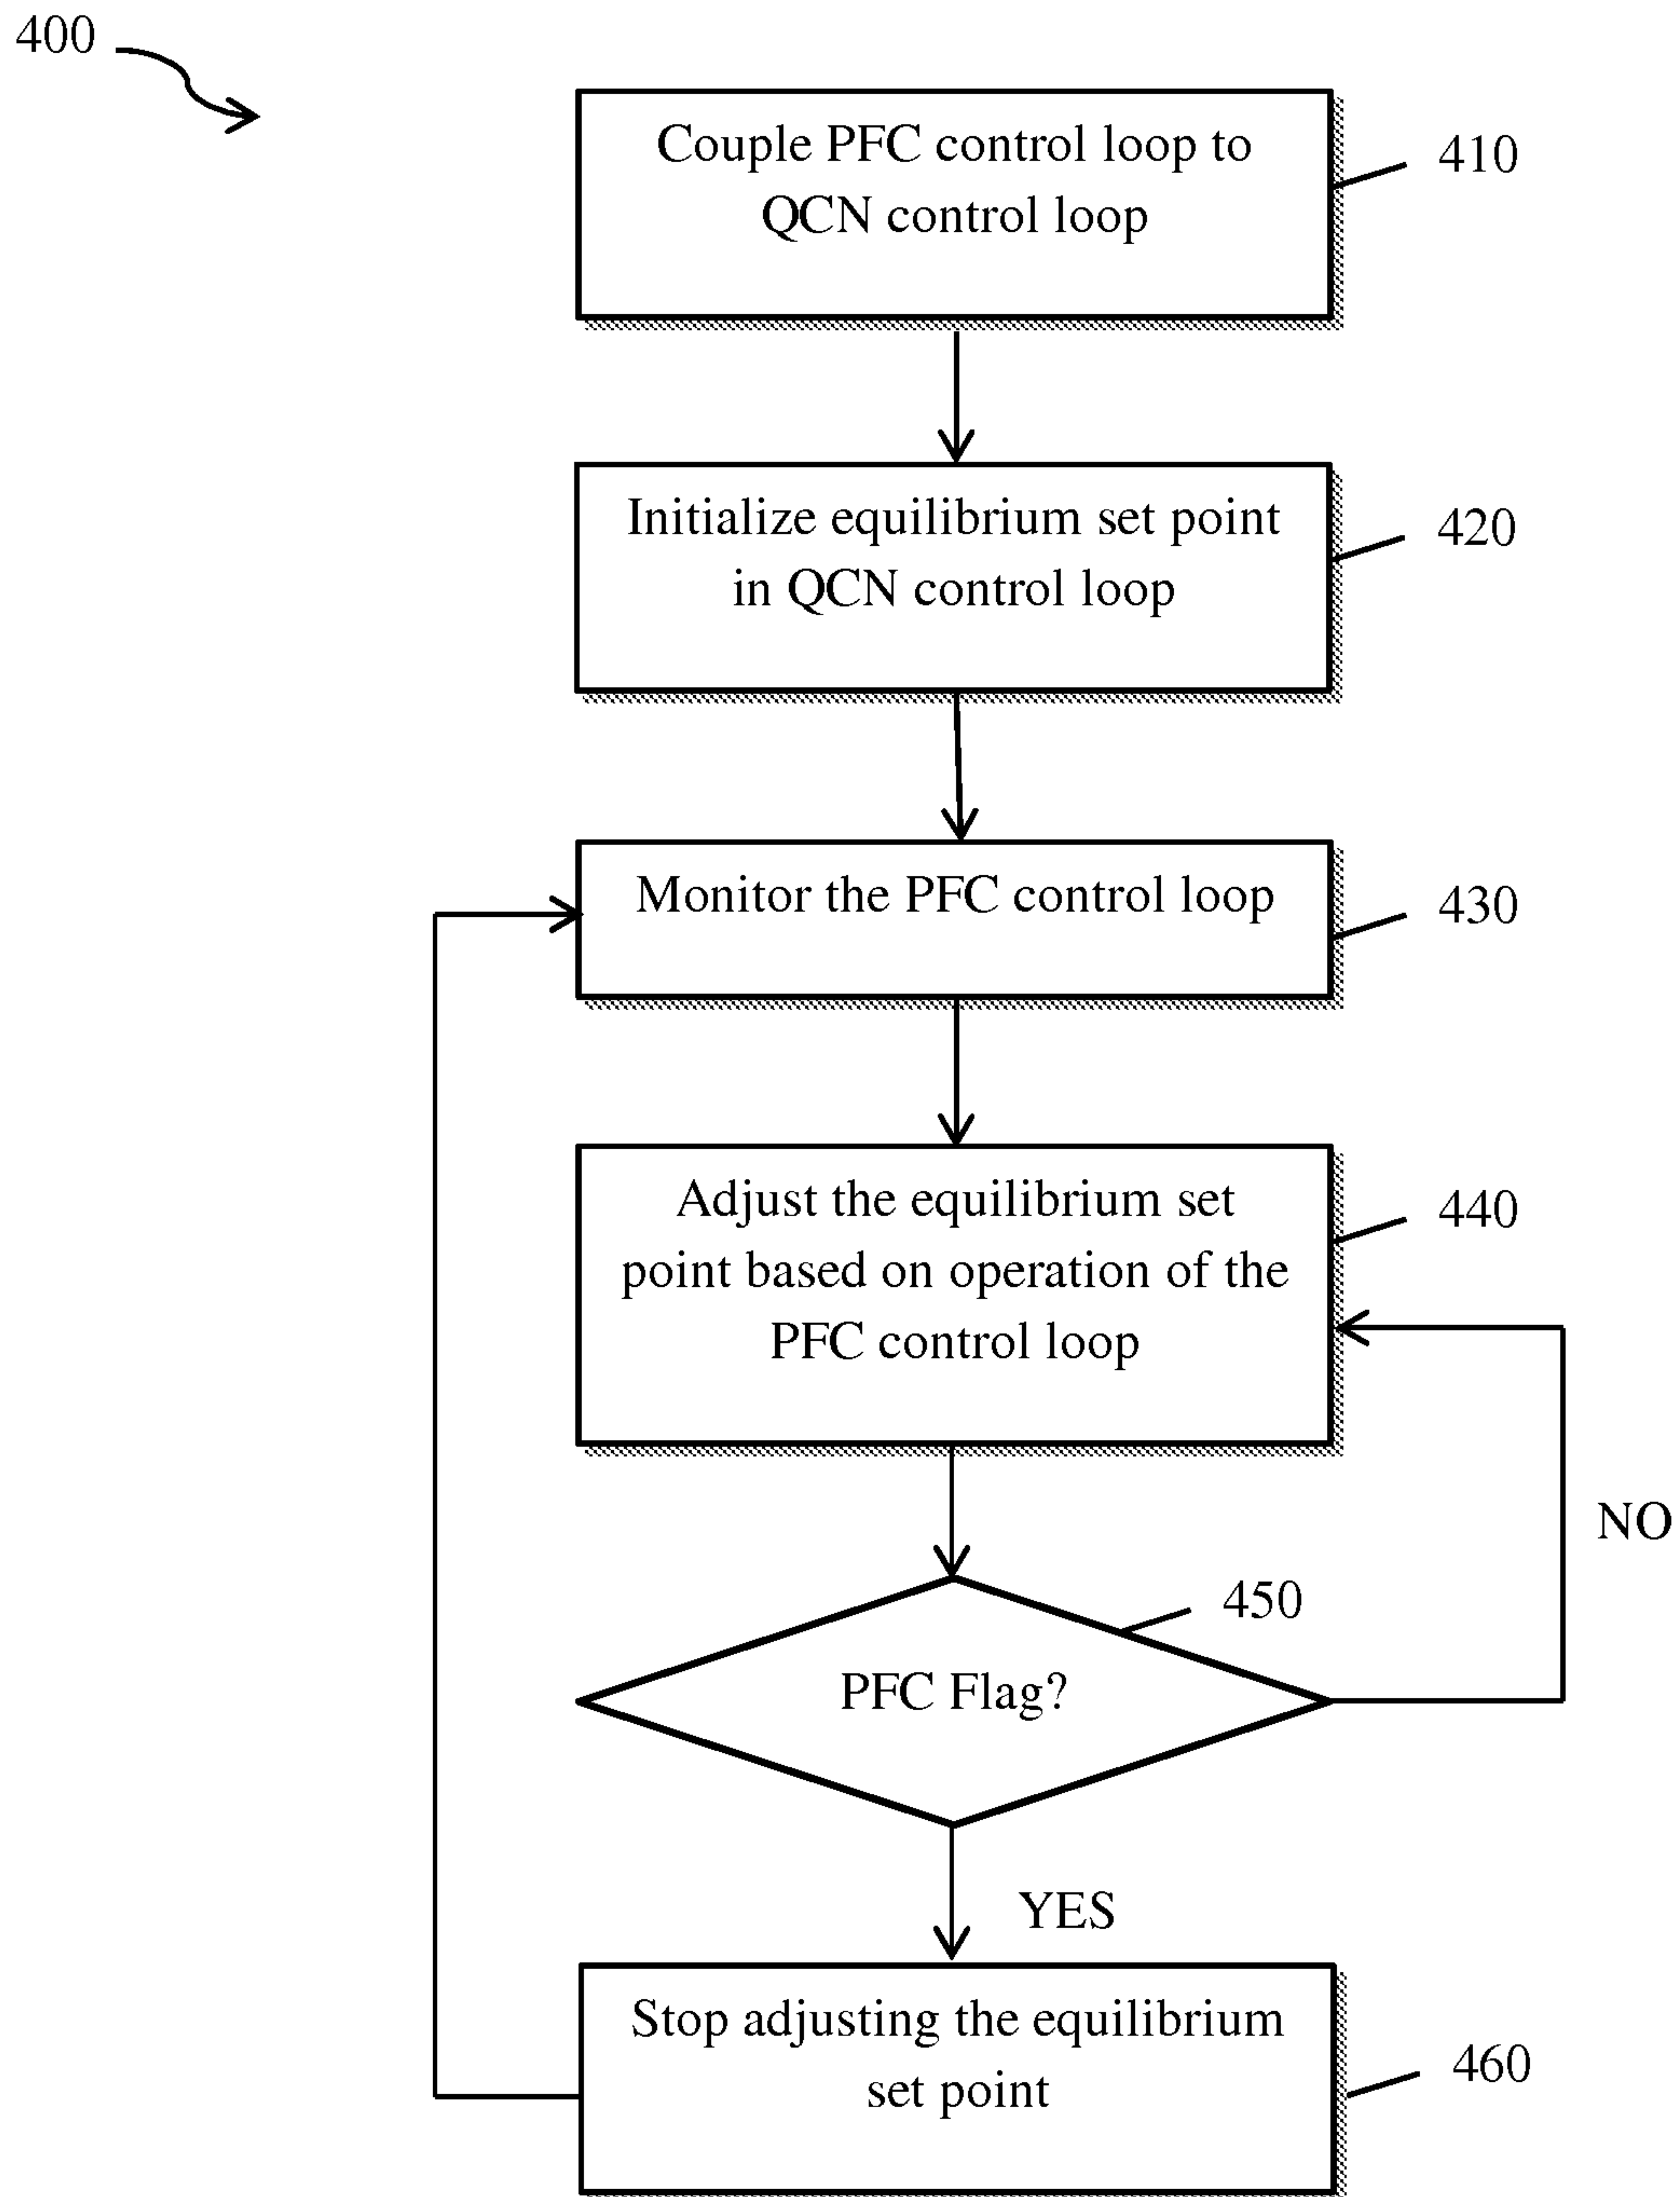 400
Couple PFC control loop to
QCN control loop
410
Initialize equilibrium set point
in QCN control loop
420
Monitor the PFC control loop
430
Adjust the equilibrium set
point based on operation of the
PFC control loop
440
NO
450
PFC Flag?
YES
Stop adjusting the equilibrium
set point
460